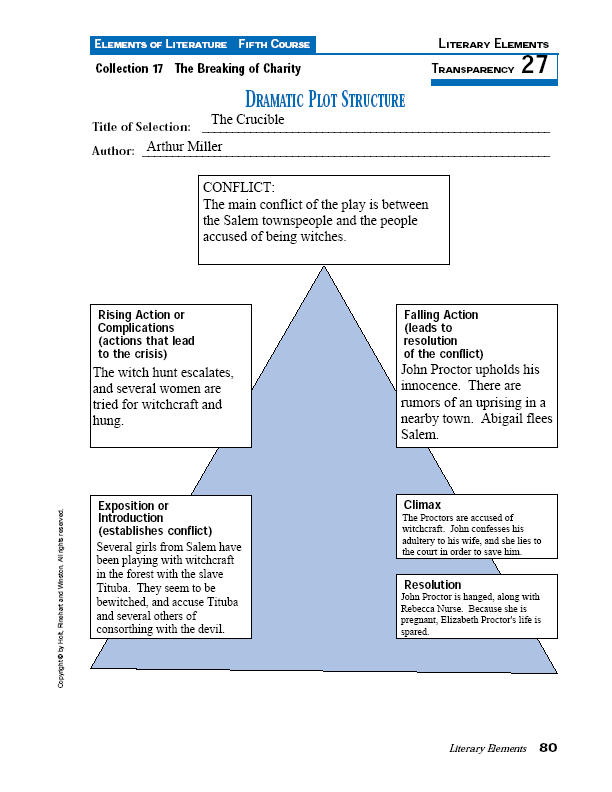 ELEMENTS OF LITERATURE FIFTH COURSE
LITERARY ELEMENTS
Collection 17 The Breaking of Charity
TRANSPARENCY 27
DRAMATIC PLOT STRUCTURE
Title of Selection: The Crucible
Author: Arthur Miller
CONFLICT:
The main conflict of the play is between
the Salem townspeople and the people
accused of being witches.
Rising Action or
Complications
(actions that lead
to the crisis)
The witch hunt escalates,
and several women are
tried for witchcraft and
hung.
Falling Action
(leads to
resolution
of the conflict)
John Proctor upholds his
innocence. There are
rumors of an uprising in a
nearby town. Abigail flees
Salem.
Exposition or
Introduction
(establishes conflict)
Several girls from Salem have
been playing with witchcraft
in the forest with the slave
Tituba. They seem to be
bewitched, and accuse Tituba
and several others of
consorthing with the devil.
Climax
The Proctors are accused of
witchcraft. John confesses his
adultery to his wife, and she lies to
the court in order to save him.
Resolution
John Proctor is hanged, along with
Rebecca Nurse. Because she is
pregnant, Elizabeth Proctor's life is
spared.
Copyright © by Holt, Rinehart and Winston. All rights reserved.
Literary Elements 80